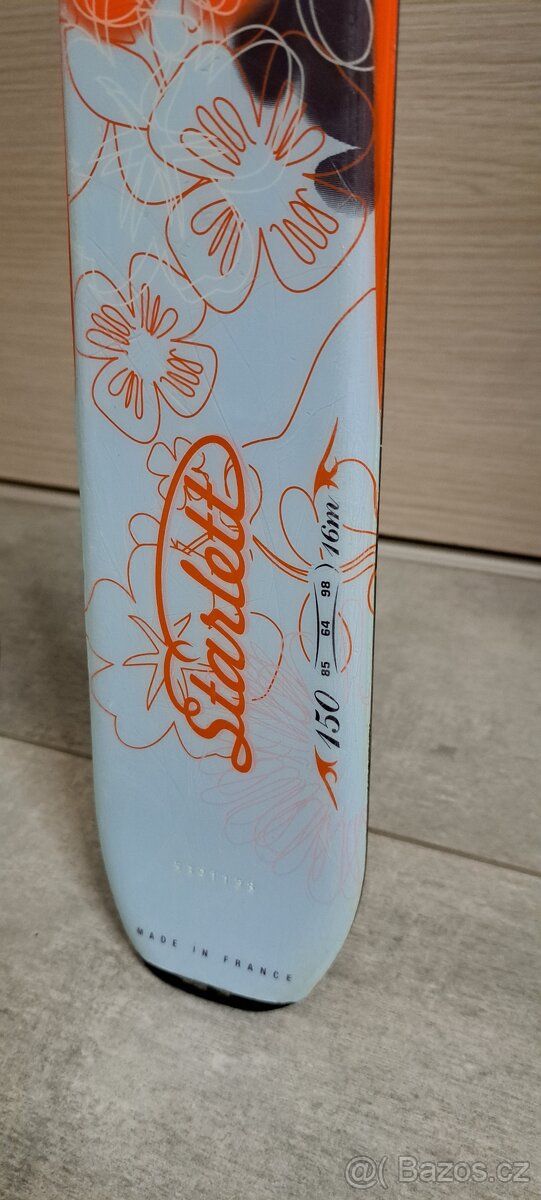 Starlett
150 85 64 98 16m
MADE IN FRANCE
@( Bazos.cz